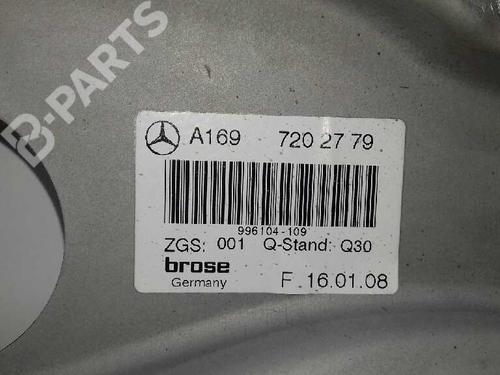 B-PARTS
A169 720 27 79
996104-109
ZGS: 001 Q-Stand: Q30
brose
Germany F 16.01.08